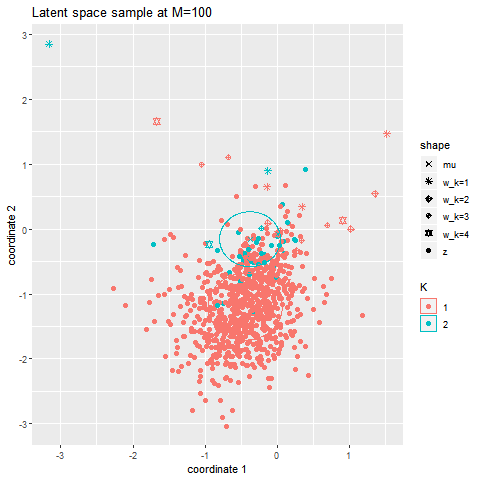 Latent space sample at M=100
coordinate 2
3
2
1
0
-1
-2
-3
-3
-2
-1
0
1
coordinate 1
shape
mu
w_k=1
w_k=2
w_k=3
w_k=4
z
K
1
2